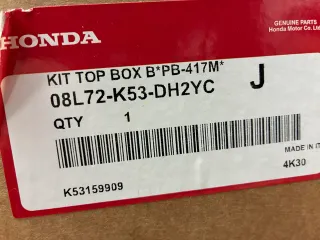 HONDA
GENUINE PARTS
Honda Motor Co., Ltd.
KIT TOP BOX B*PB-417M*
08L72-K53-DH2YC J
QTY 1
MADE IN
4K30
K53159909